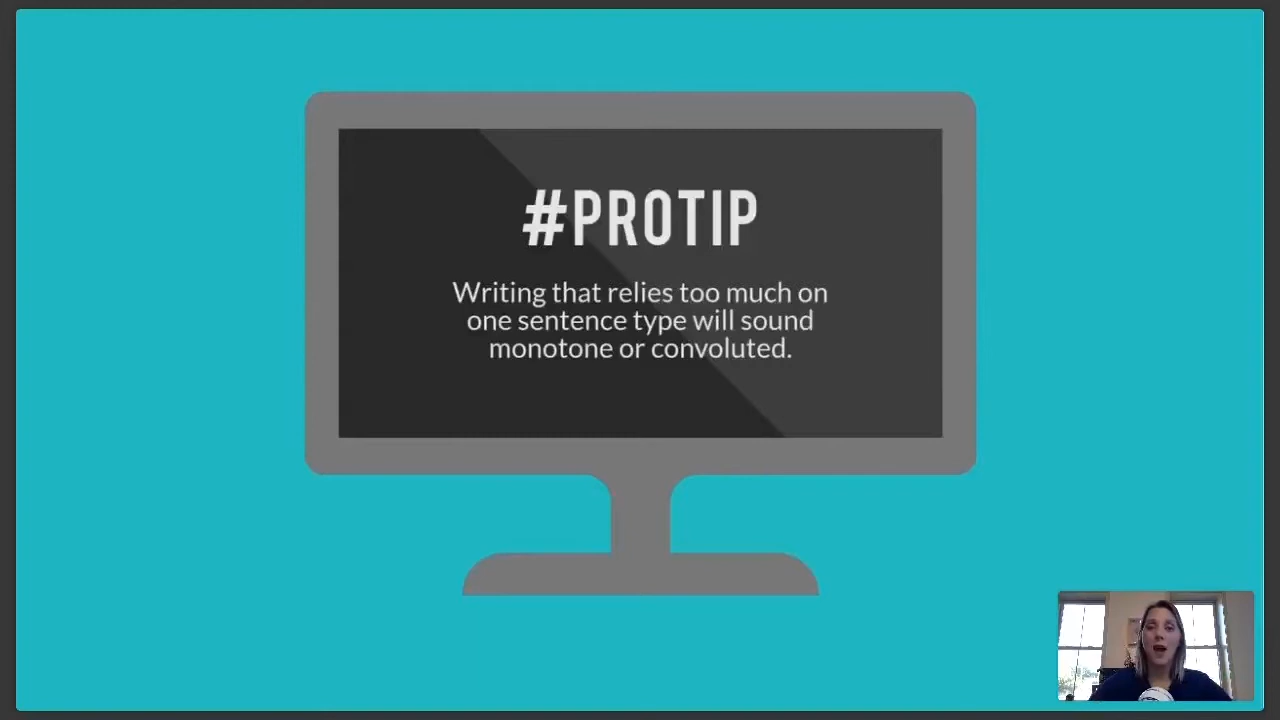 #PROTIP
Writing that relies too much on
one sentence type will sound
monotone or convoluted.